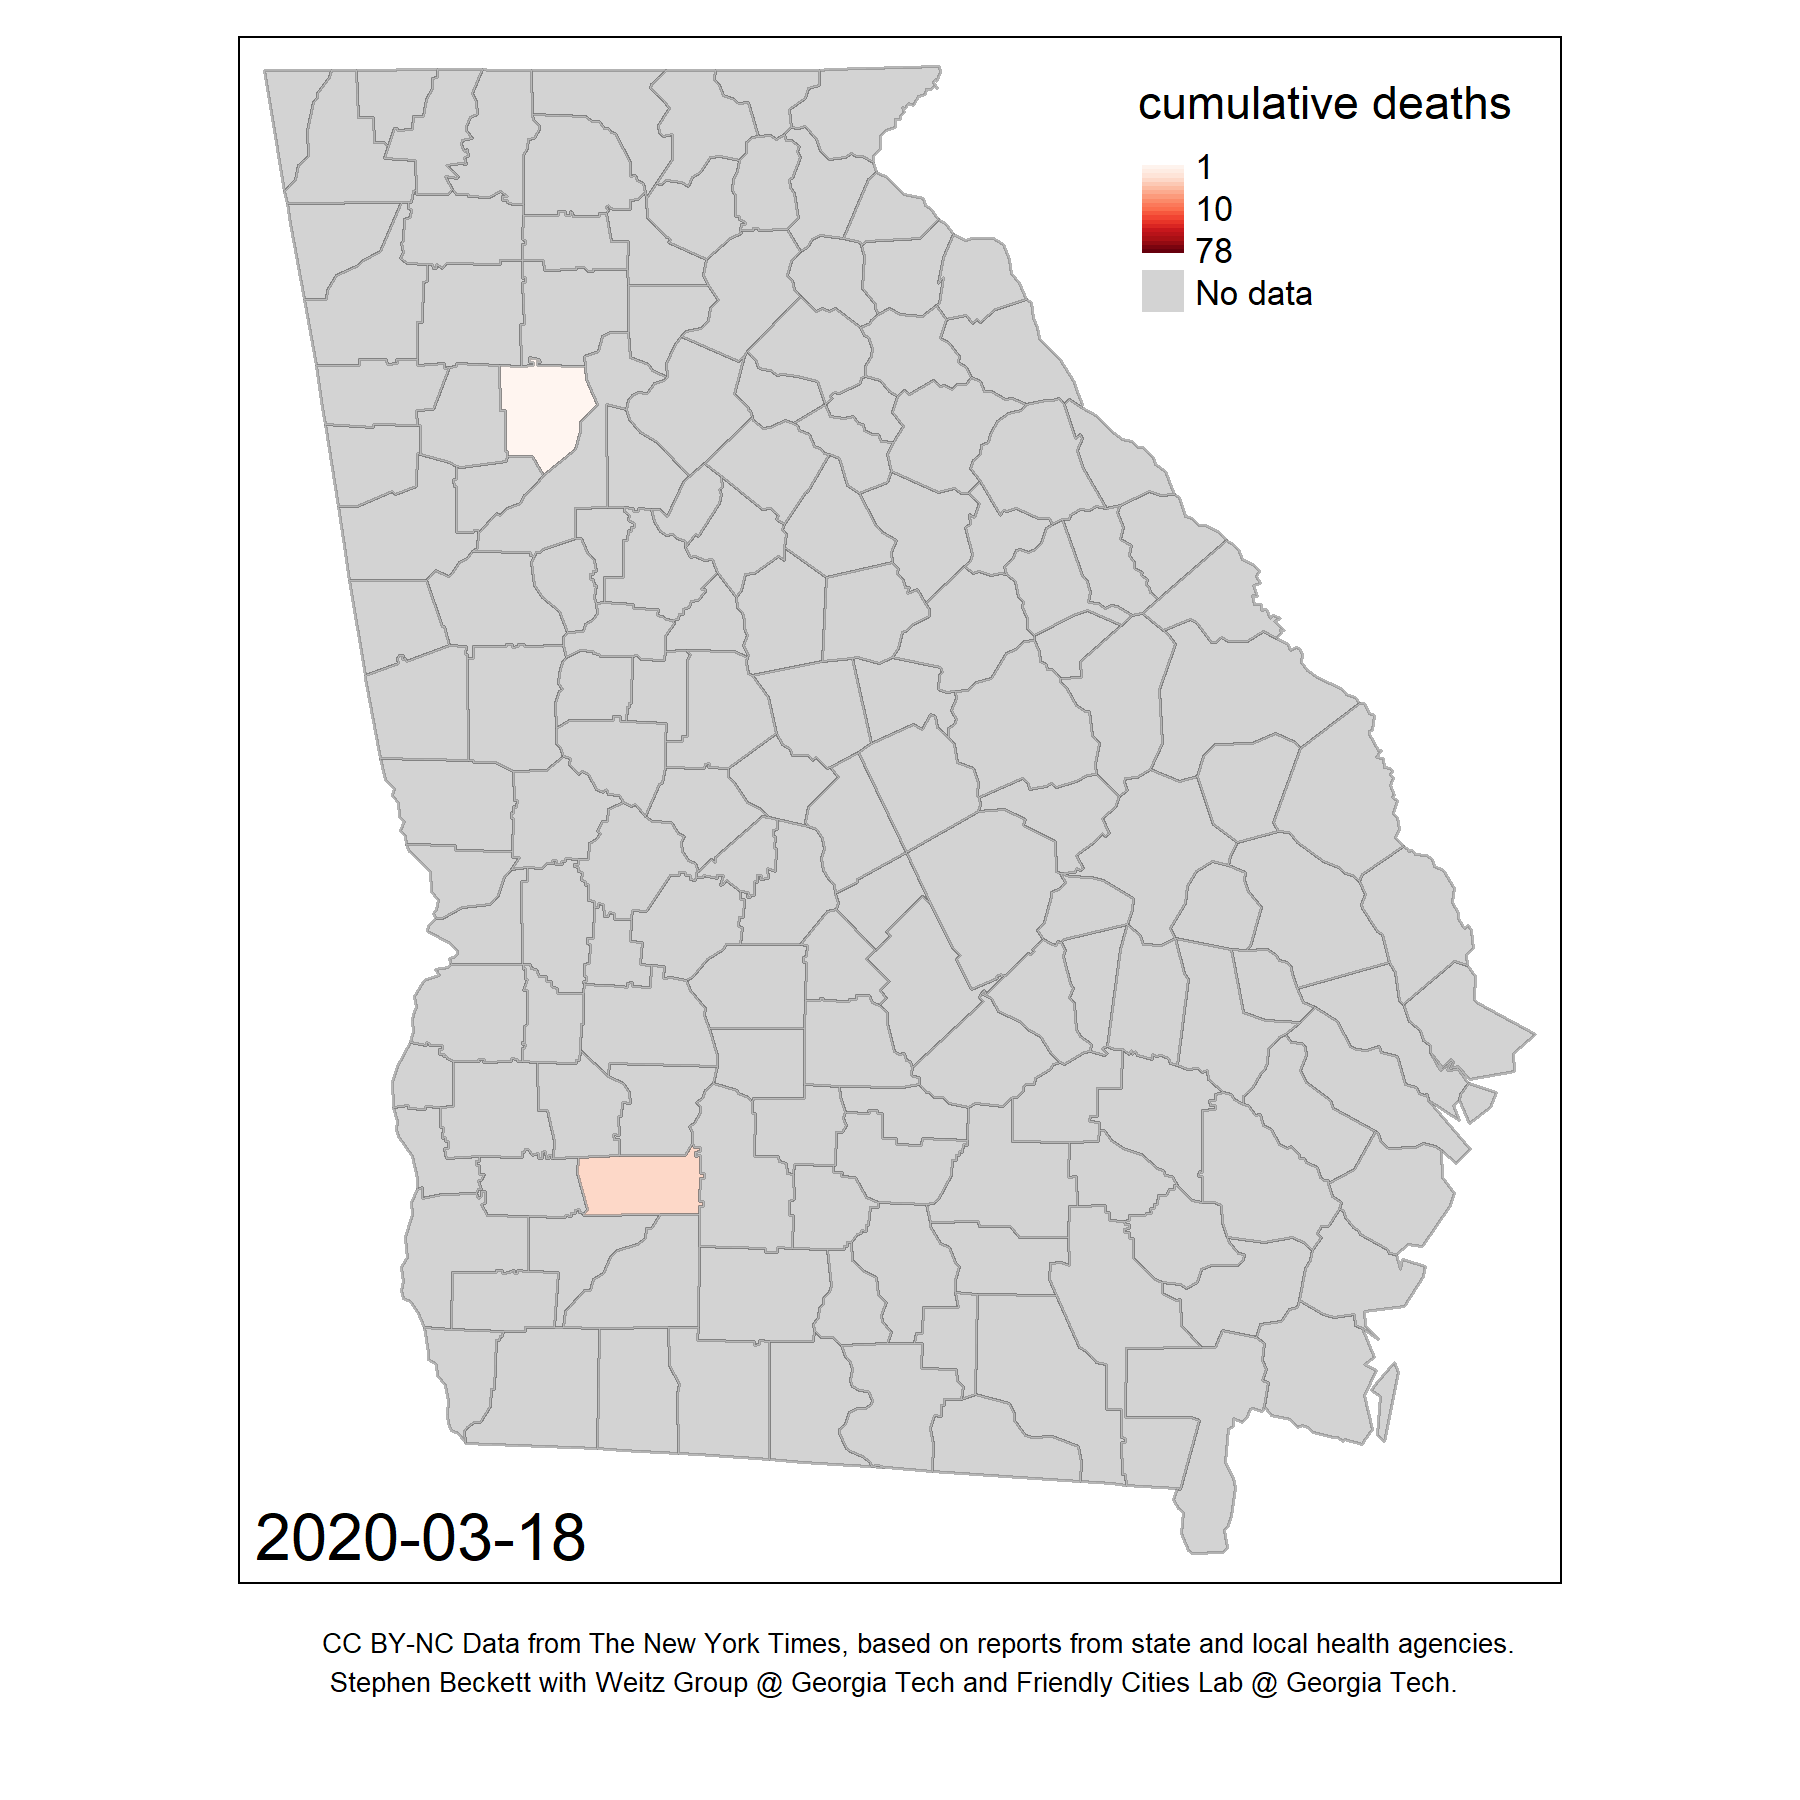 cumulative deaths
1
10
78
No data
2020-03-18
CC BY-NC Data from The New York Times, based on reports from state and local health agencies.
Stephen Beckett with Weitz Group @ Georgia Tech and Friendly Cities Lab @ Georgia Tech.